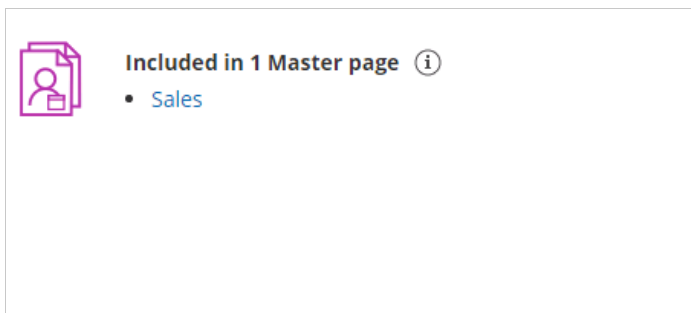 Included in 1 Master page i
• Sales